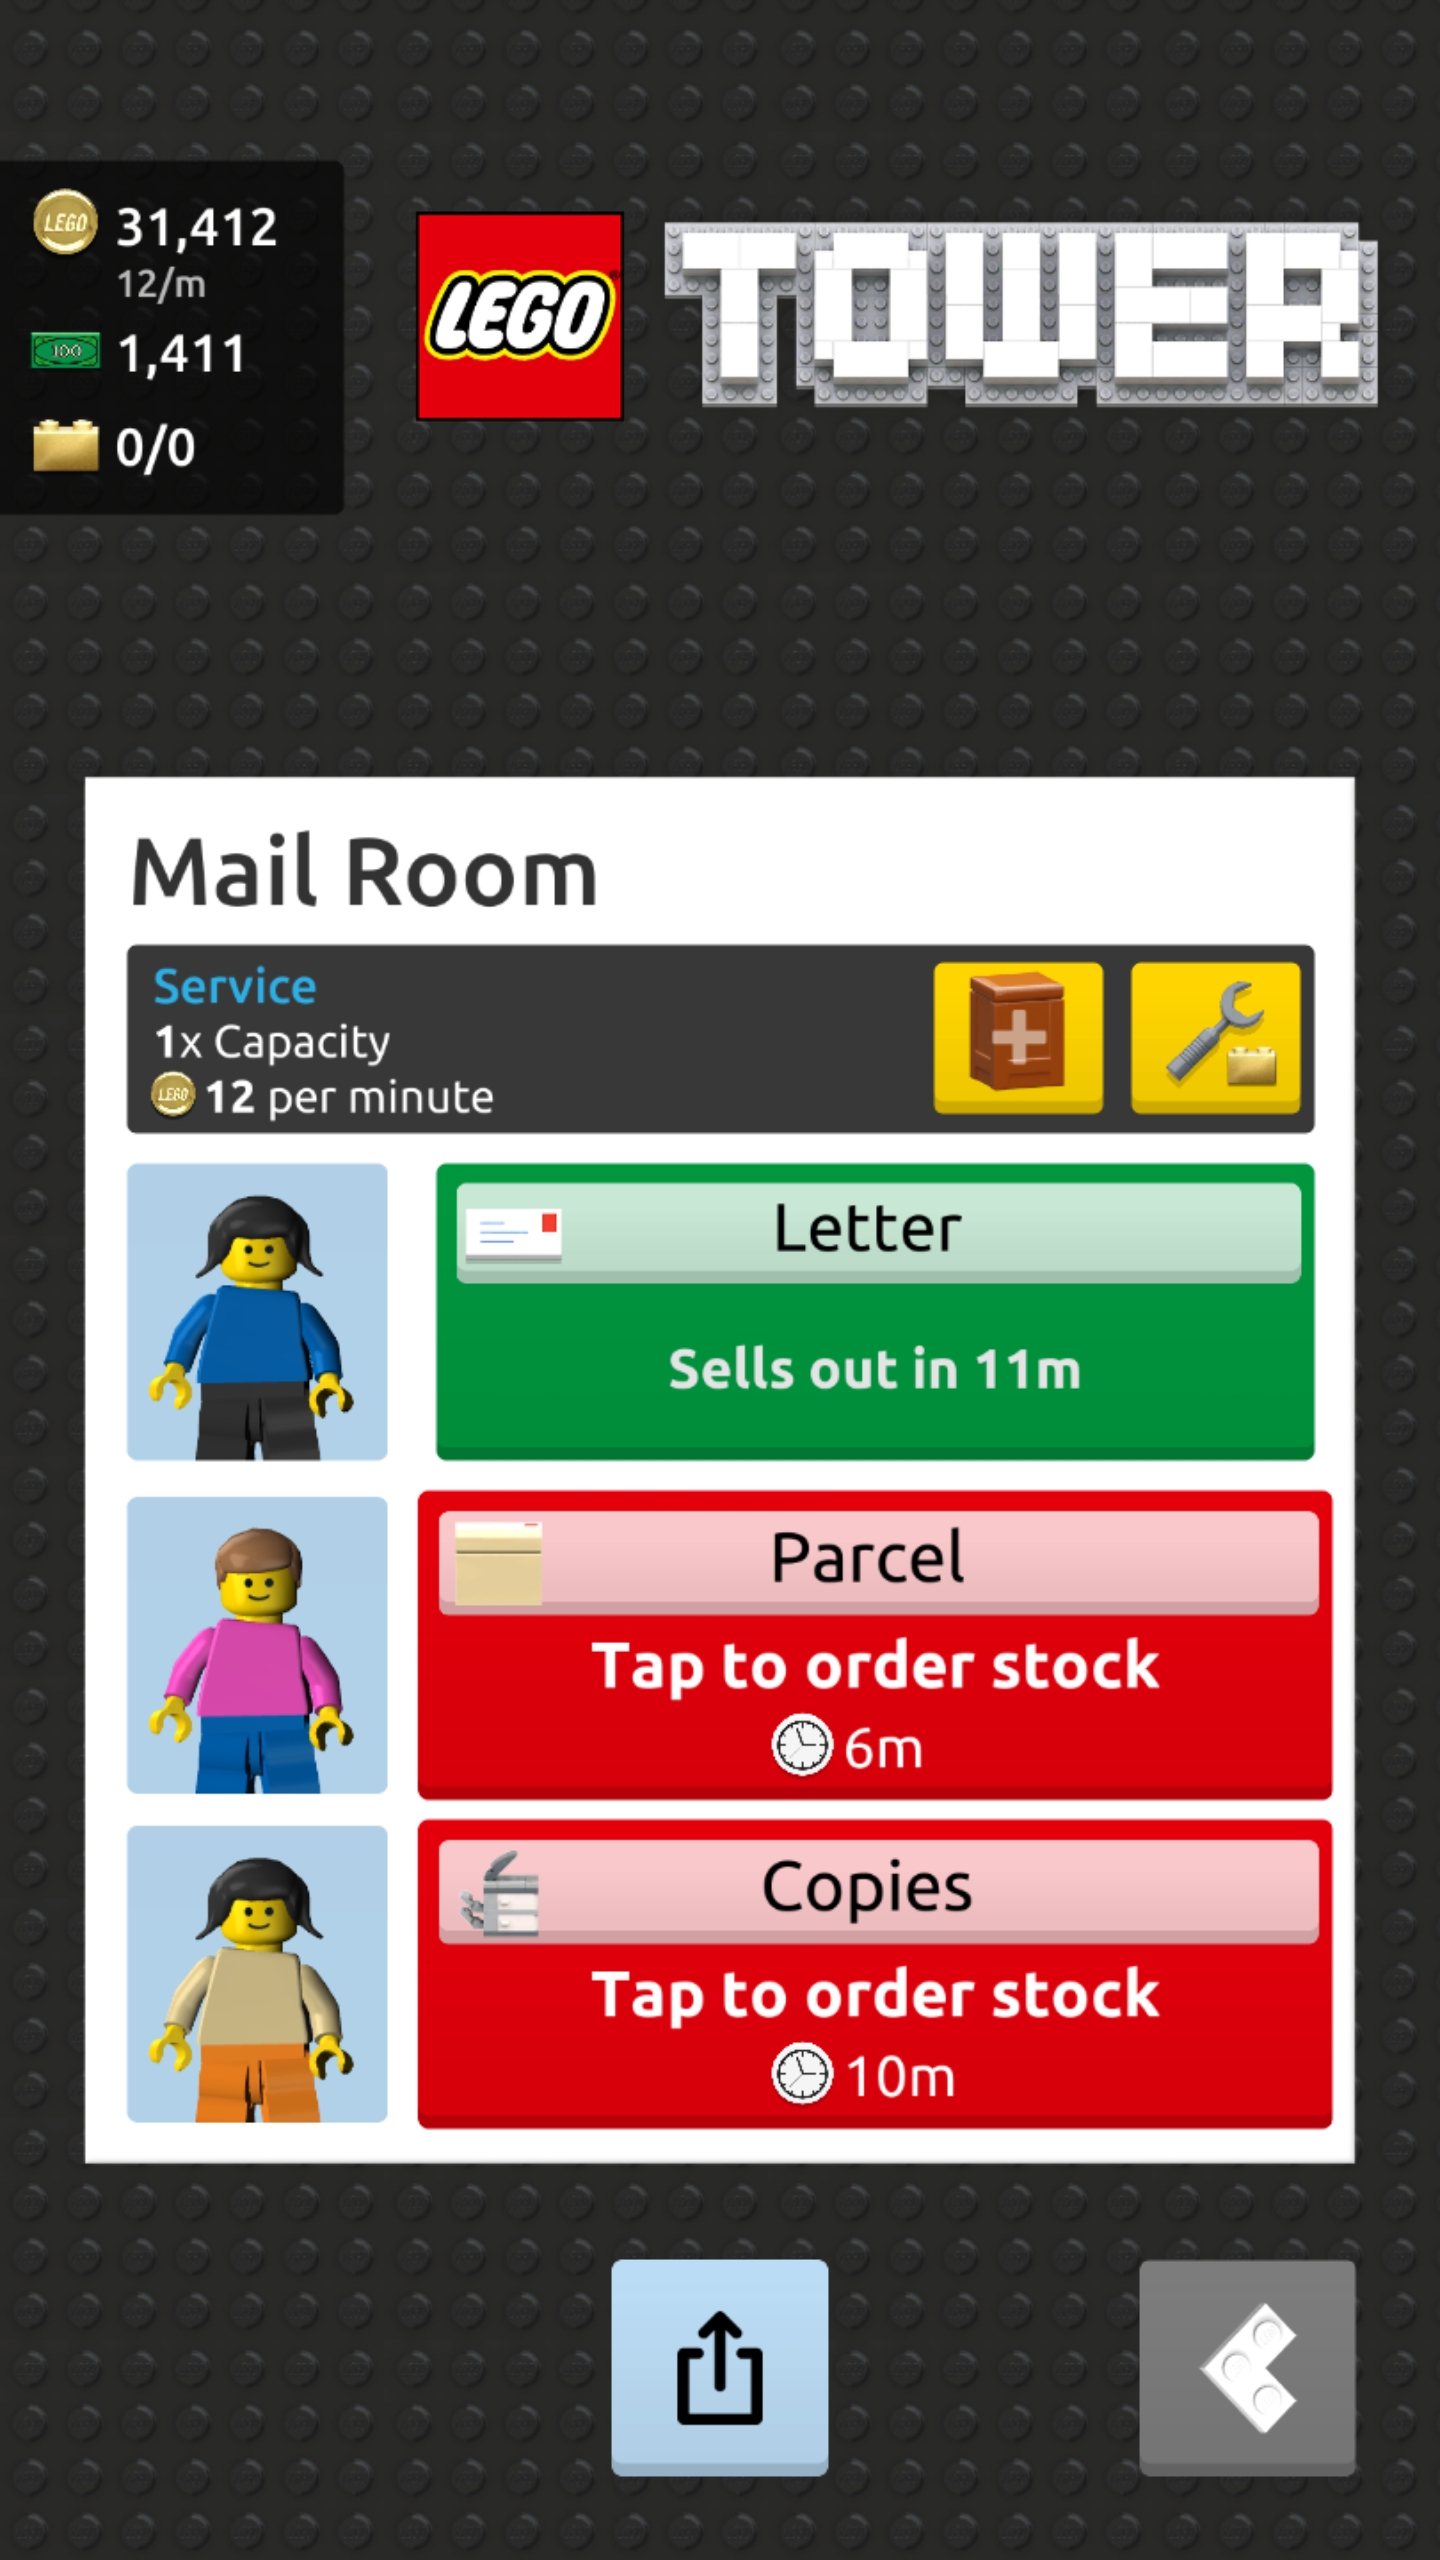 LEGO
31,412
12/m
100
1,411
0/0
LEGO
TOWER
Mail Room
Service
1x Capacity
LEGO
12 per minute
Letter
Sells out in 11m
Parcel
Tap to order stock
6m
Copies
Tap to order stock
10m